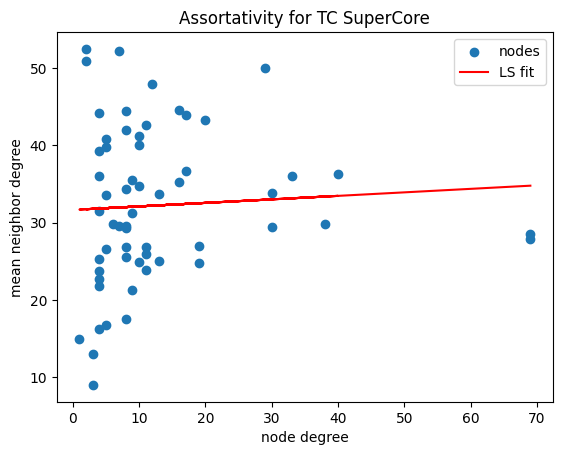 Assortativity for TC SuperCore
nodes
LS fit
50
40
30
20
10
mean neighbor degree
0 10 20 30 40 50 60 70
node degree